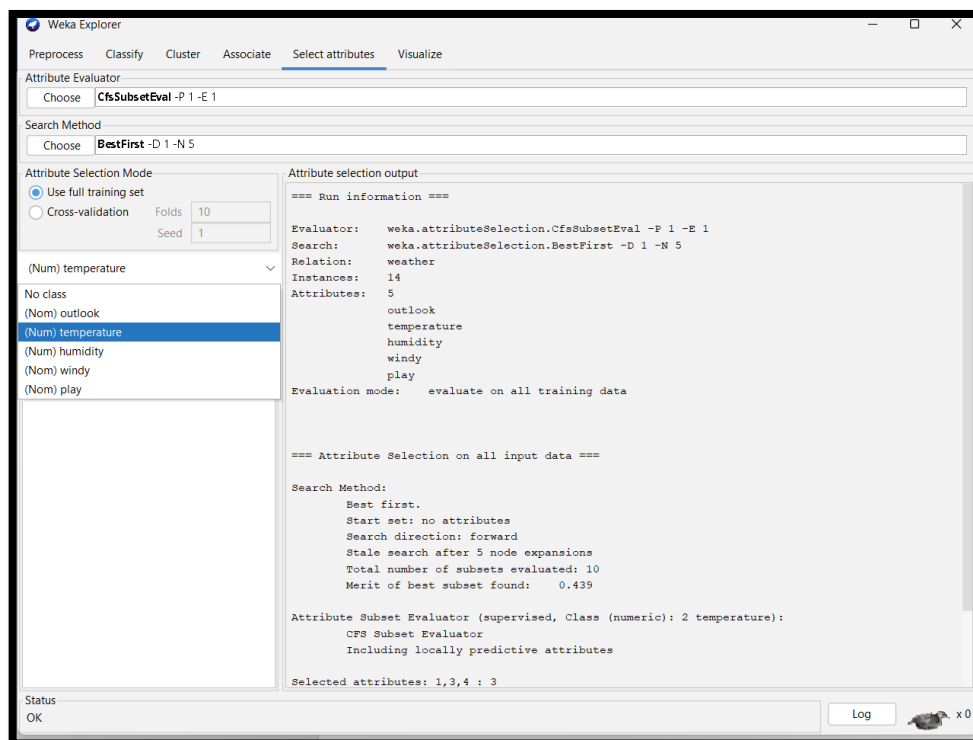 Weka Explorer
Preprocess Classify Cluster Associate Select attributes Visualize
Attribute Evaluator
Choose CfsSubsetEval -P 1 -E 1
Search Method
Choose BestFirst -D 1 -N 5
Attribute Selection Mode
Use full training set
Cross-validation Folds 10
Seed 1
(Num) temperature
No class
(Nom) outlook
(Num) temperature
(Num) humidity
(Nom) windy
(Nom) play
Attribute selection output
=== Run information ===
Evaluator: weka.attributeSelection.CfsSubsetEval -P 1 -E 1
Search: weka.attributeSelection.BestFirst -D 1 -N 5
Relation: weather
Instances: 14
Attributes: 5
outlook
temperature
humidity
windy
play
Evaluation mode: evaluate on all training data
=== Attribute Selection on all input data ===
Search Method:
Best first.
Start set: no attributes
Search direction: forward
Stale search after 5 node expansions
Total number of subsets evaluated: 10
Merit of best subset found: 0.439
Attribute Subset Evaluator (supervised, Class (numeric): 2 temperature):
CFS Subset Evaluator
Including locally predictive attributes
Selected attributes: 1,3,4 : 3
Status
OK
Log
x 0